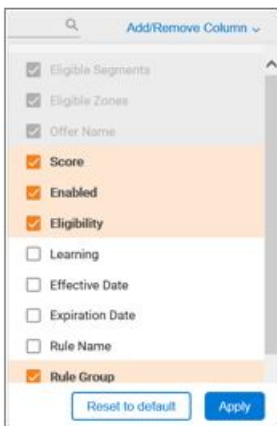 Add/Remove Column
Eligible Segments
Eligible Zones
Offer Name
Score
Enabled
Eligibility
Learning
Effective Date
Expiration Date
Rule Name
Rule Group
Reset to default
Apply